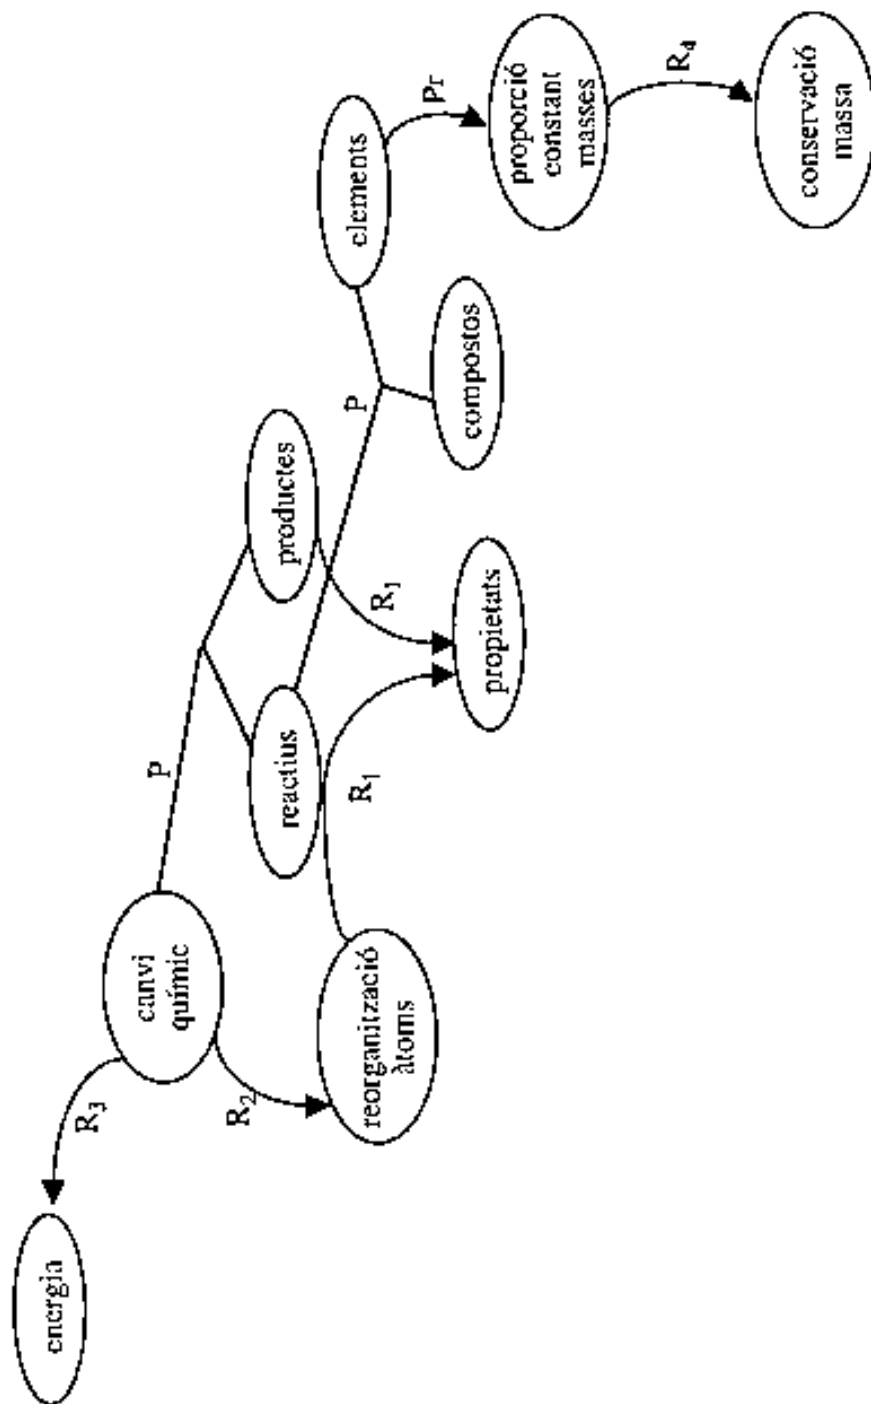 energia
R3
canvi
químic
P
R2
reactius
productes
reorganització
àtoms
R1
R1
P
elements
Pr
compostos
propietats
proporció
constant
masses
R4
conservació
massa